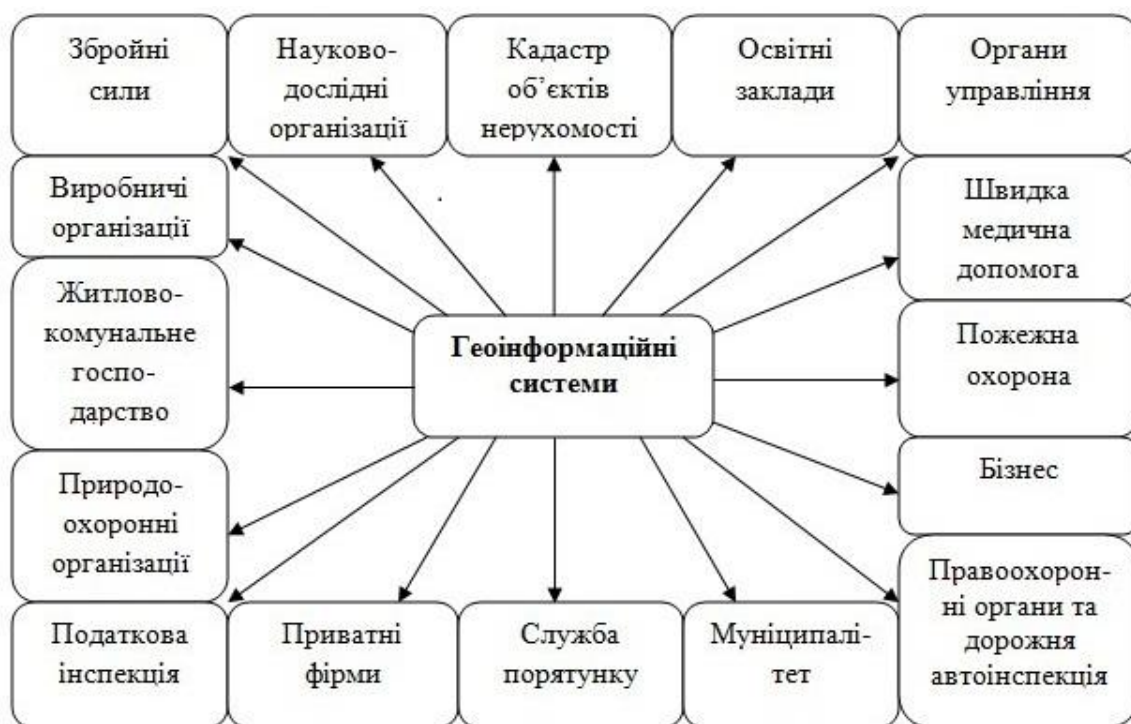 Збройні
сили
Науково-
дослідні
організації
Кадастр
об’єктів
нерухомості
Освітні
заклади
Органи
управління
Виробничі
організації
Швидка
медична
допомога
Житлово-
комунальне
госпо-
дарство
Геоінформаційні
системи
Пожежна
охорона
Природо-
охоронні
організації
Бізнес
Податкова
інспекція
Приватні
фірми
Служба
порятунку
Муніципалі-
тет
Правоохорон-
ні органи та
дорожня
автоінспекція